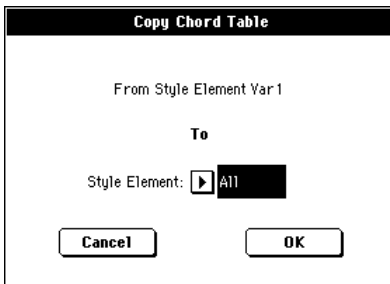 Copy Chord Table
From Style Element Var1
To
Style Element: All
Cancel OK